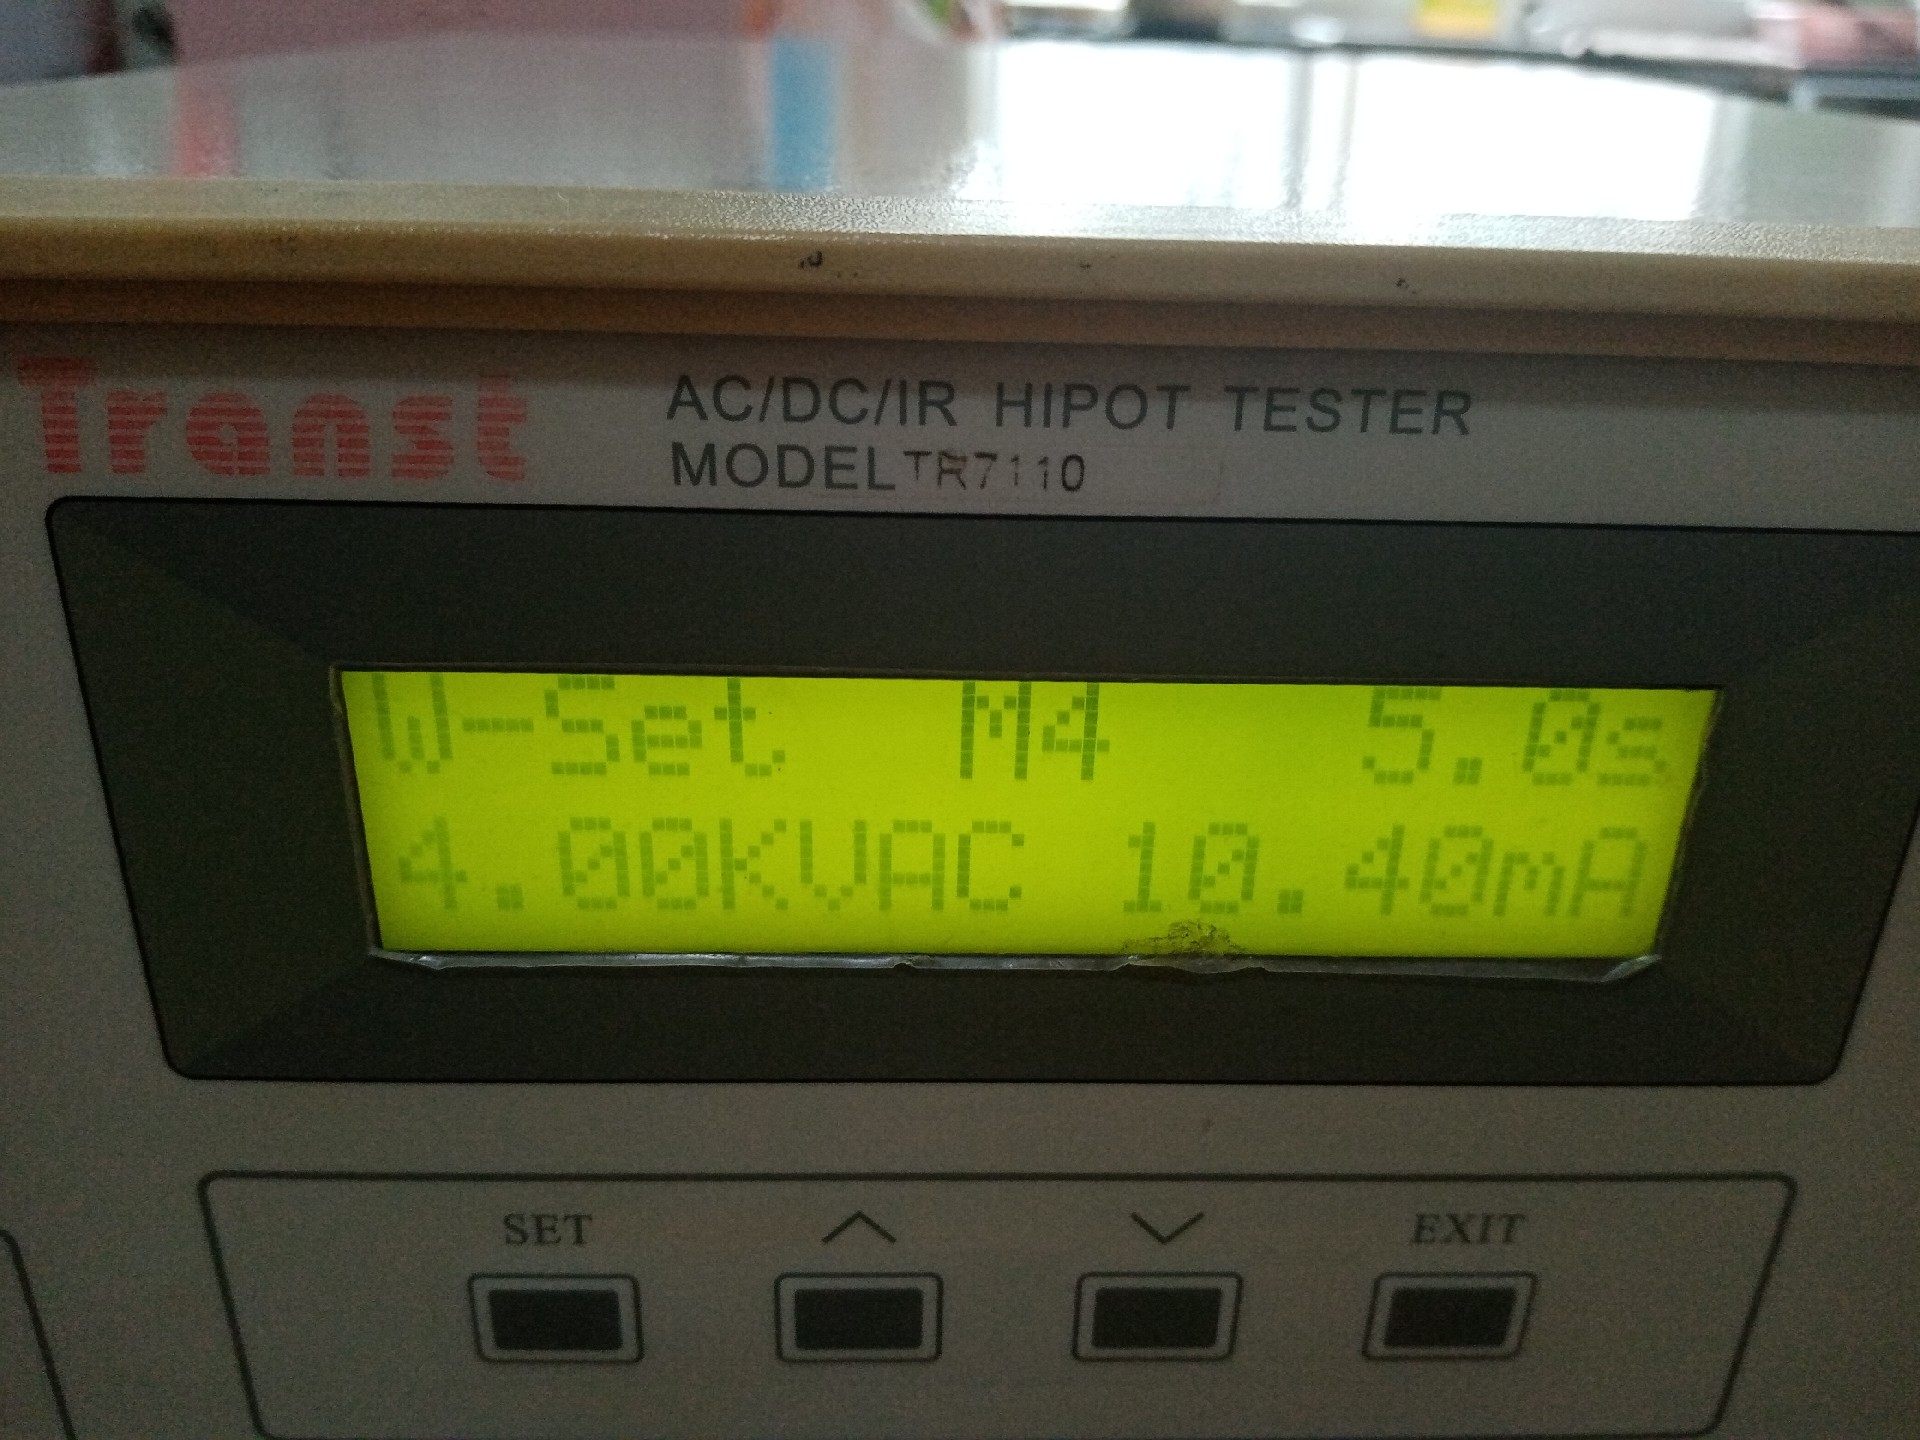 Transt
AC/DC/IR HIPOT TESTER
MODEL TR7110
W-Set M4 5.0s
4.00KVAC 10.40mA
SET
EXIT